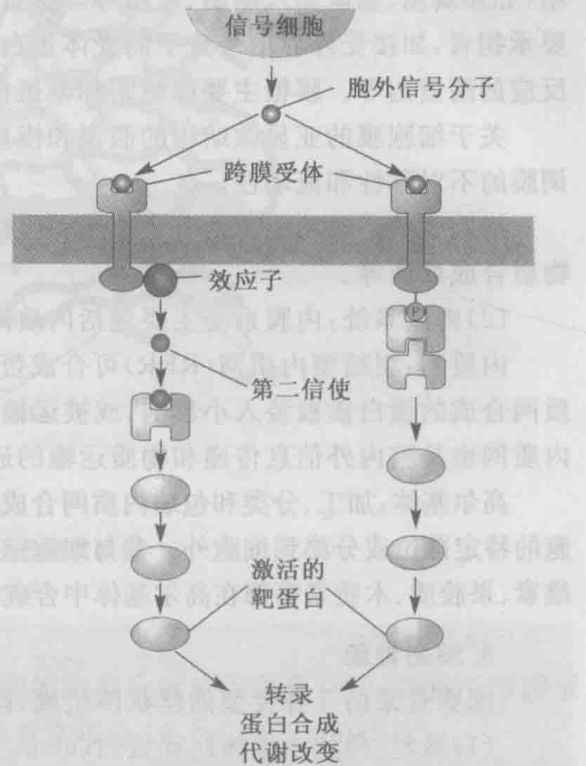 信号细胞
胞外信号分子
跨膜受体
效应子
P
第二信使
激活的
靶蛋白
转录
蛋白合成
代谢改变